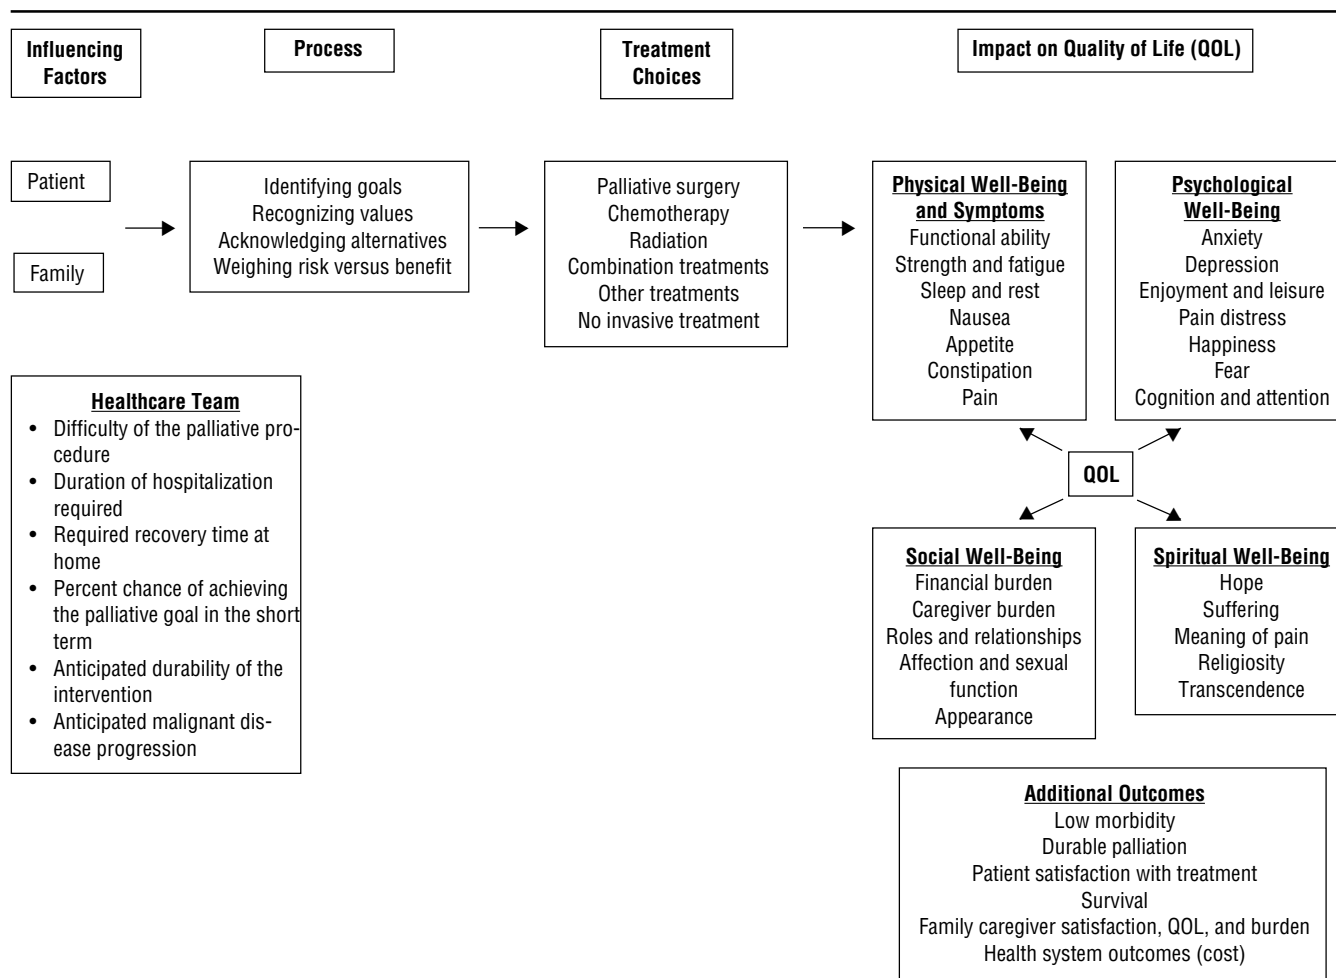 Influencing
Factors
Process
Treatment
Choices
Impact on Quality of Life (QOL)
Patient
Family
Identifying goals
Recognizing values
Acknowledging alternatives
Weighing risk versus benefit
Palliative surgery
Chemotherapy
Radiation
Combination treatments
Other treatments
No invasive treatment
Physical Well-Being
and Symptoms
Functional ability
Strength and fatigue
Sleep and rest
Nausea
Appetite
Constipation
Pain
Psychological
Well-Being
Anxiety
Depression
Enjoyment and leisure
Pain distress
Happiness
Fear
Cognition and attention
Healthcare Team
• Difficulty of the palliative pro-
cedure
• Duration of hospitalization
required
• Required recovery time at
home
• Percent chance of achieving
the palliative goal in the short
term
• Anticipated durability of the
intervention
• Anticipated malignant dis-
ease progression
QOL
Social Well-Being
Financial burden
Caregiver burden
Roles and relationships
Affection and sexual
function
Appearance
Spiritual Well-Being
Hope
Suffering
Meaning of pain
Religiosity
Transcendence
Additional Outcomes
Low morbidity
Durable palliation
Patient satisfaction with treatment
Survival
Family caregiver satisfaction, QOL, and burden
Health system outcomes (cost)